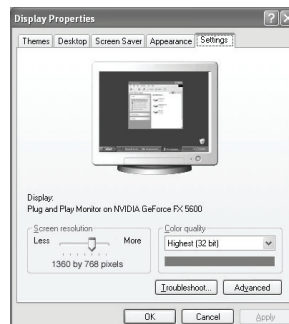 Display Properties
Themes Desktop Screen Saver Appearance Settings
Display:
Plug and Play Monitor on NVIDIA GeForce FX 5600
Screen resolution
Less More
1360 by 768 pixels
Color quality
Highest (32 bit)
Troubleshoot... Advanced
OK Cancel Apply